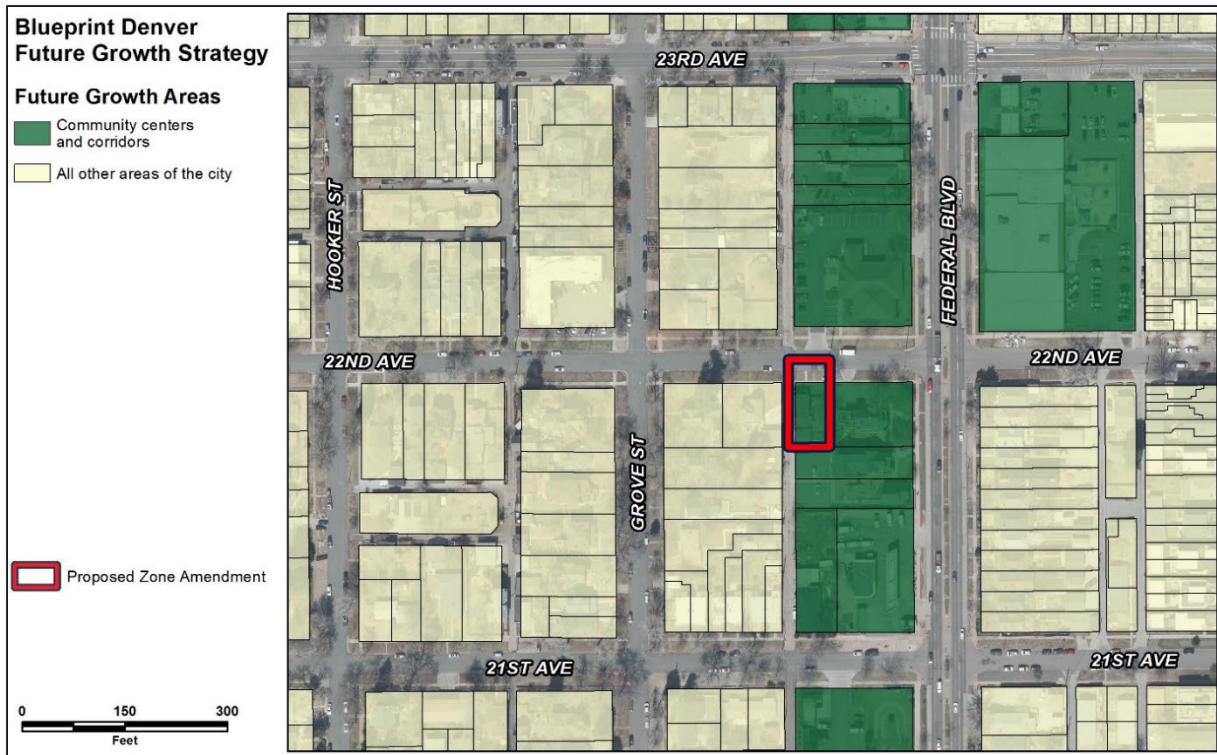 Blueprint Denver
Future Growth Strategy
Future Growth Areas
Community centers
and corridors
All other areas of the city
Proposed Zone Amendment
0 150 300
Feet
23RD AVE
HOOKER ST
FEDERAL BLVD
22ND AVE
22ND AVE
GROVE ST
21ST AVE
21ST AVE